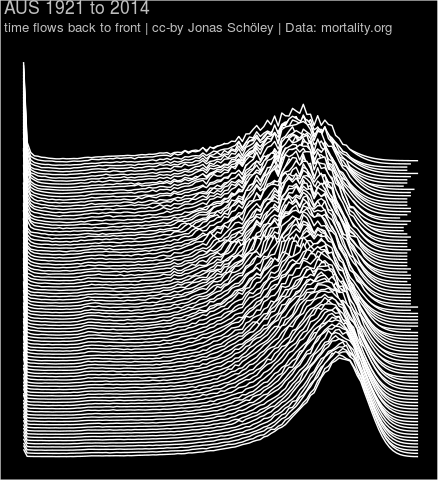 AUS 1921 to 2014
time flows back to front | cc-by Jonas Schöley | Data: mortality.org